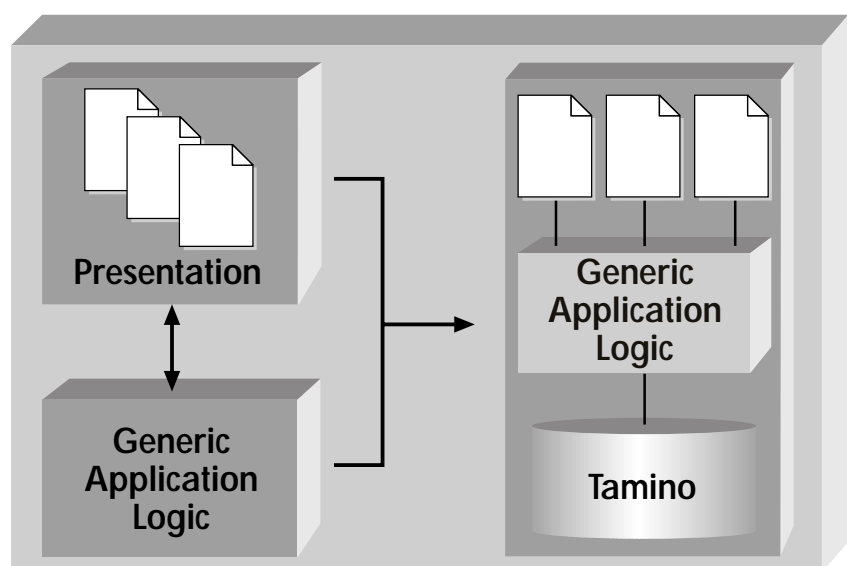 Presentation
Generic
Application
Logic
Generic
Application
Logic
Tamino